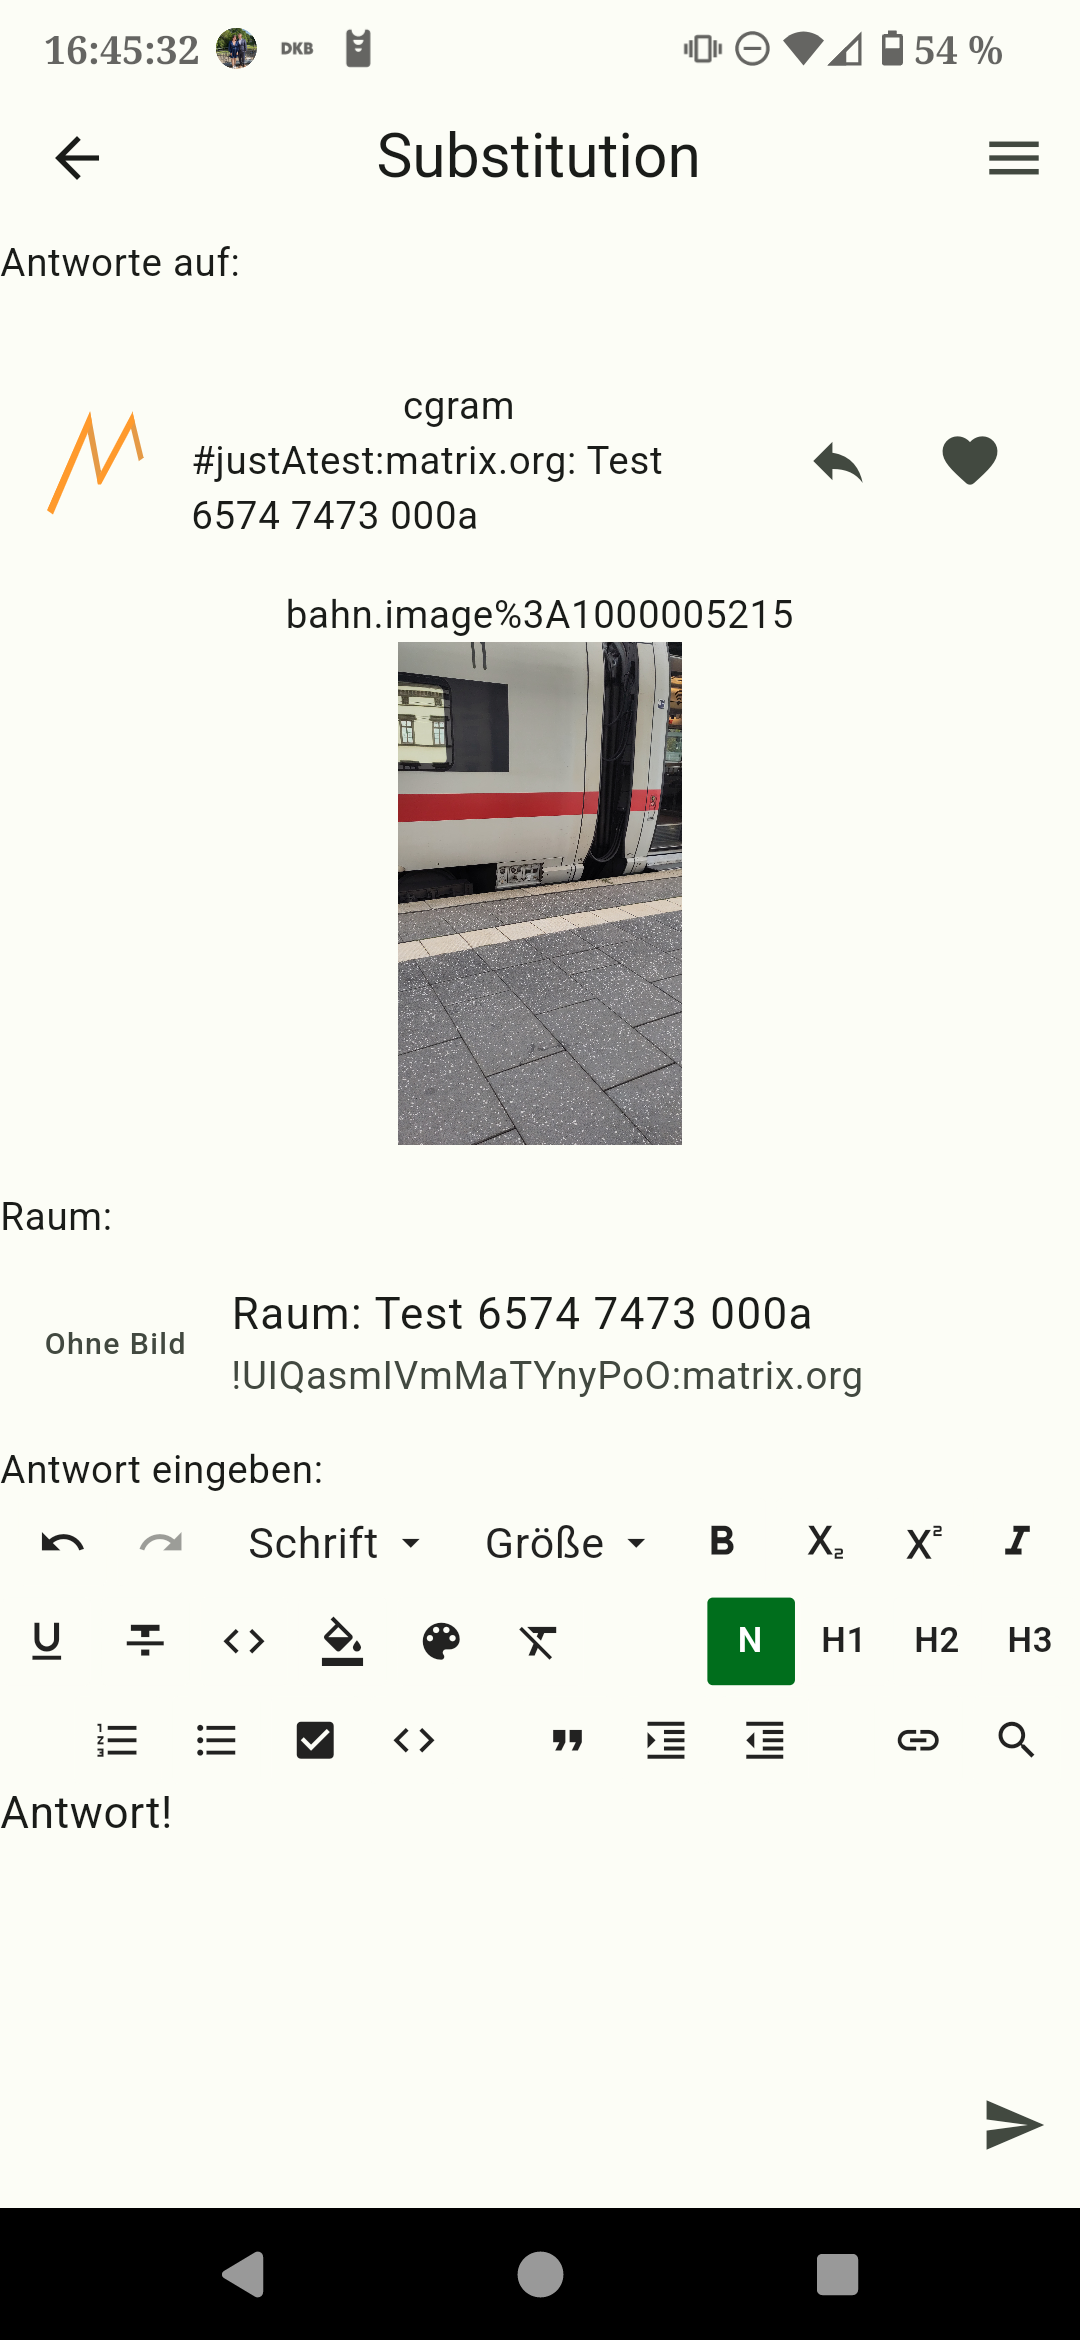 16:45:32 DKB 54 %
Substitution
Antworte auf:
cgram
#justAtest:matrix.org: Test
6574 7473 000a
bahn.image%3A1000005215
Raum:
Raum: Test 6574 7473 000a
Ohne Bild
!UIQasmIVmMaTYnyPoO:matrix.org
Antwort eingeben:
Schrift Größe B X₂ X² I
U T N H1 H2 H3
Antwort!